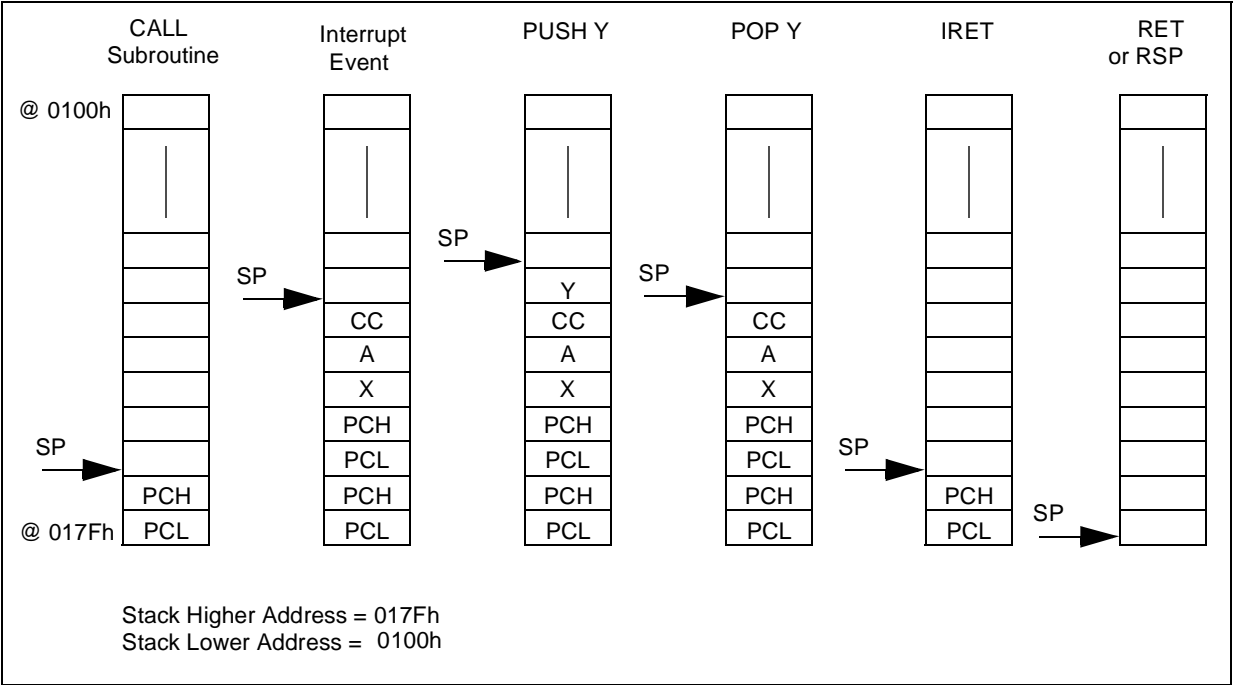 CALL
Subroutine
Interrupt
Event
PUSH Y
POP Y
IRET
RET
or RSP
@ 0100h
SP
SP
SP
Y
CC
CC
CC
A
A
A
X
X
X
PCH
PCH
PCH
SP
SP
PCL
PCL
PCL
PCH
PCH
PCH
PCH
PCH
SP
@ 017Fh
PCL
PCL
PCL
PCL
PCL
Stack Higher Address = 017Fh
Stack Lower Address = 0100h